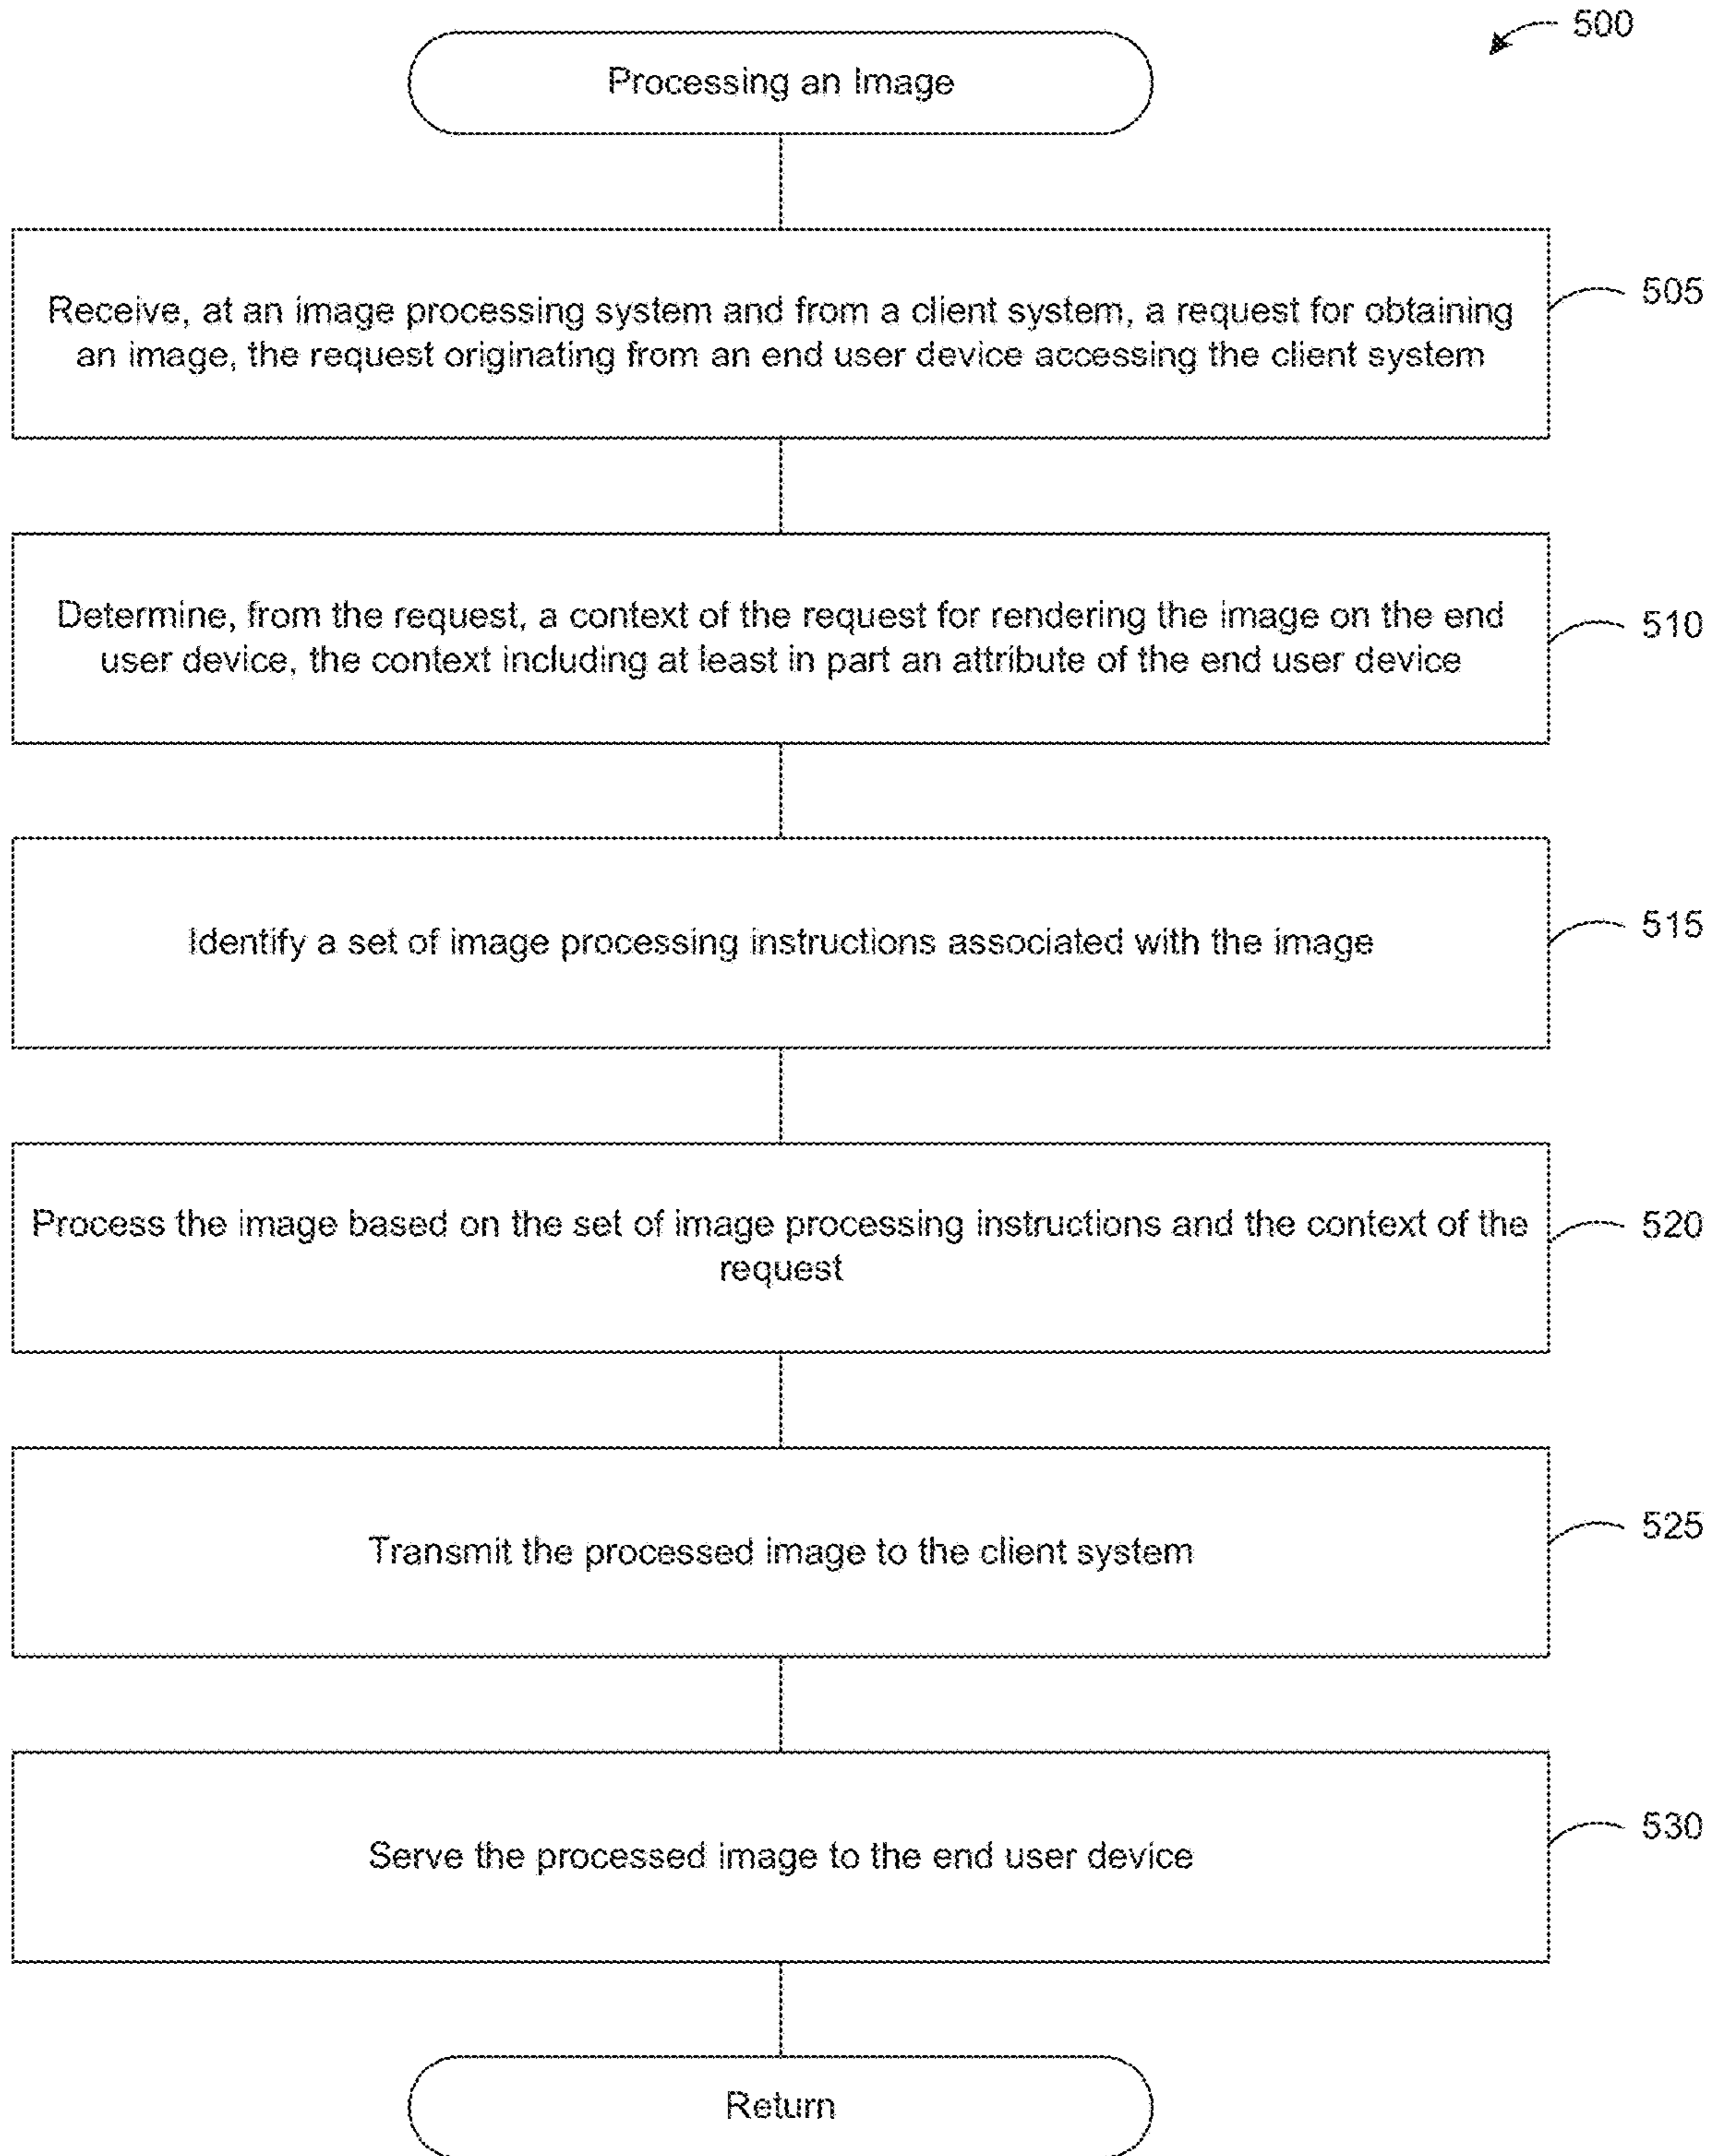 500
Processing an Image
Receive, at an image processing system and from a client system, a request for obtaining
an image, the request originating from an end user device accessing the client system
505
Determine, from the request, a context of the request for rendering the image on the end
user device, the context including at least in part an attribute of the end user device
510
Identify a set of image processing instructions associated with the image
515
Process the image based on the set of image processing instructions and the context of the
request
520
Transmit the processed image to the client system
525
Serve the processed image to the end user device
530
Return